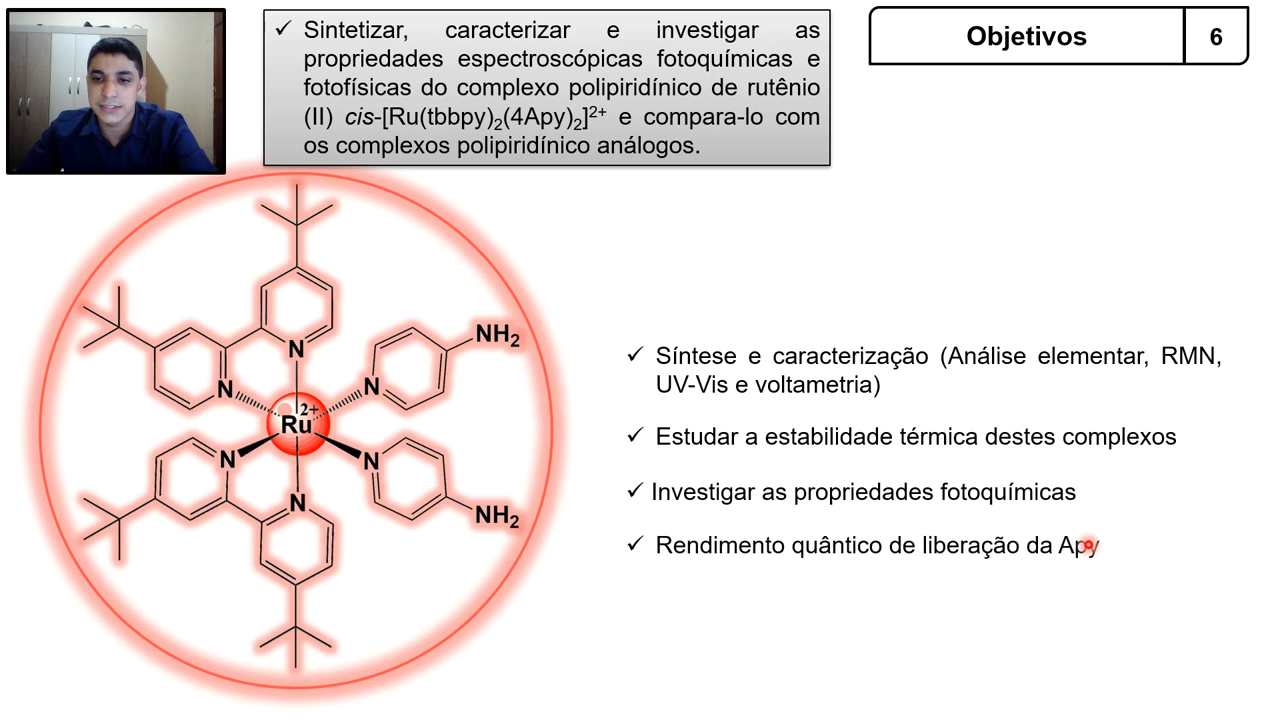 ✓ Sintetizar, caracterizar e investigar as
propriedades espectroscópicas fotoquímicas e
fotofísicas do complexo polipiridínico de rutênio
(II) cis-[Ru(tbbpy)₂(4Apy)₂]²⁺ e compara-lo com
os complexos polipiridínico análogos.
Objetivos 6
NH₂
N
N
N
2+
Ru
N
N
N
NH₂
✓ Síntese e caracterização (Análise elementar, RMN,
UV-Vis e voltametria)
✓ Estudar a estabilidade térmica destes complexos
✓ Investigar as propriedades fotoquímicas
✓ Rendimento quântico de liberação da Apy